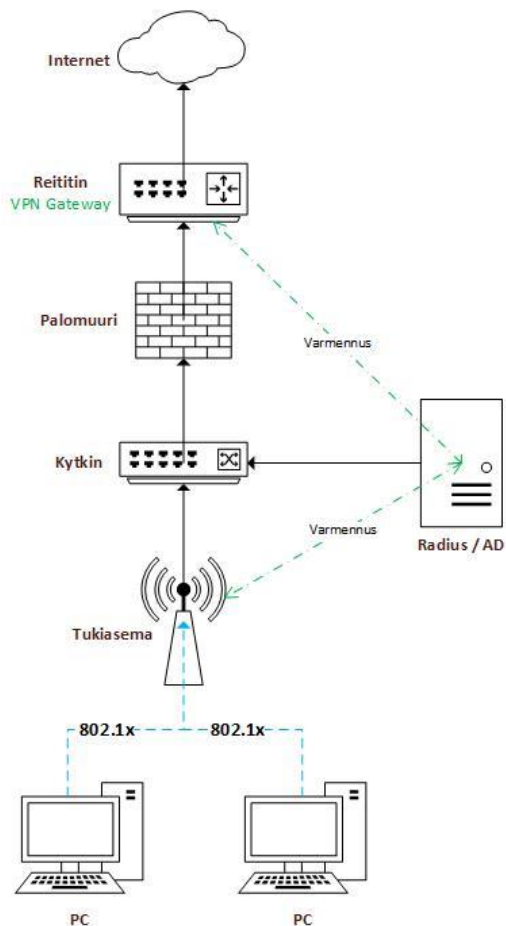 Internet
Reititin
VPN Gateway
Palomuuri
Varmennus
Kytkin
Radius / AD
Varmennus
Tukiasema
802.1x
802.1x
PC
PC